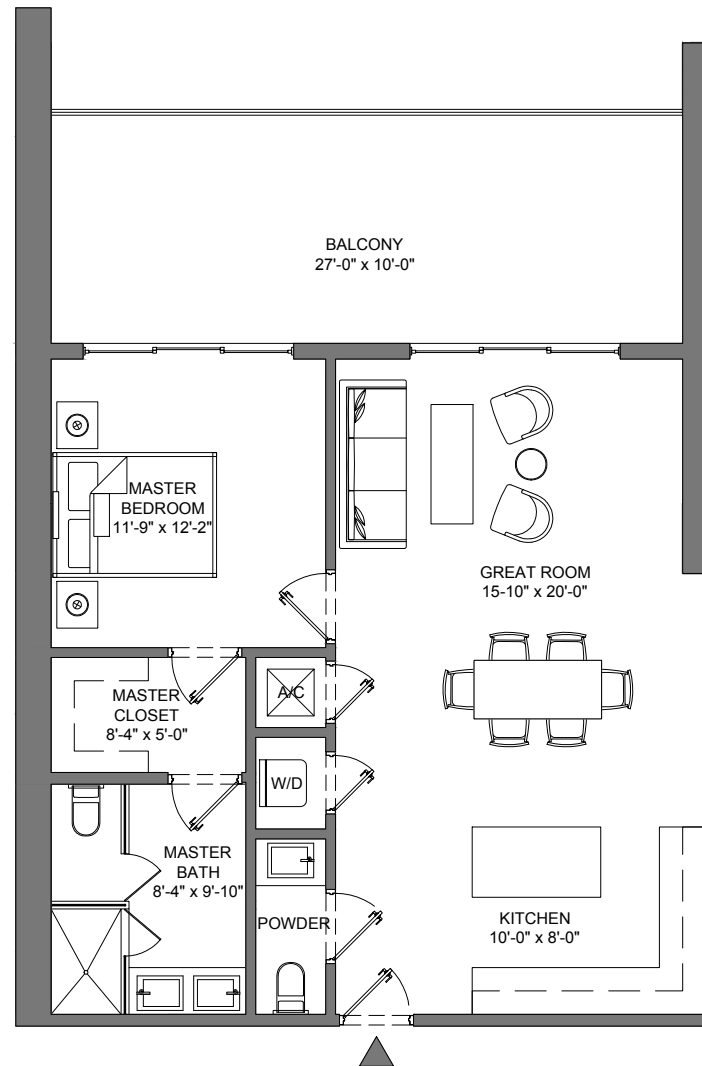 BALCONY
27'-0" x 10'-0"
MASTER
BEDROOM
11'-9" x 12'-2"
GREAT ROOM
15-10" x 20'-0"
MASTER
CLOSET
8'-4" x 5'-0"
A/C
W/D
MASTER
BATH
8'-4" x 9'-10"
POWDER
KITCHEN
10'-0" x 8'-0"